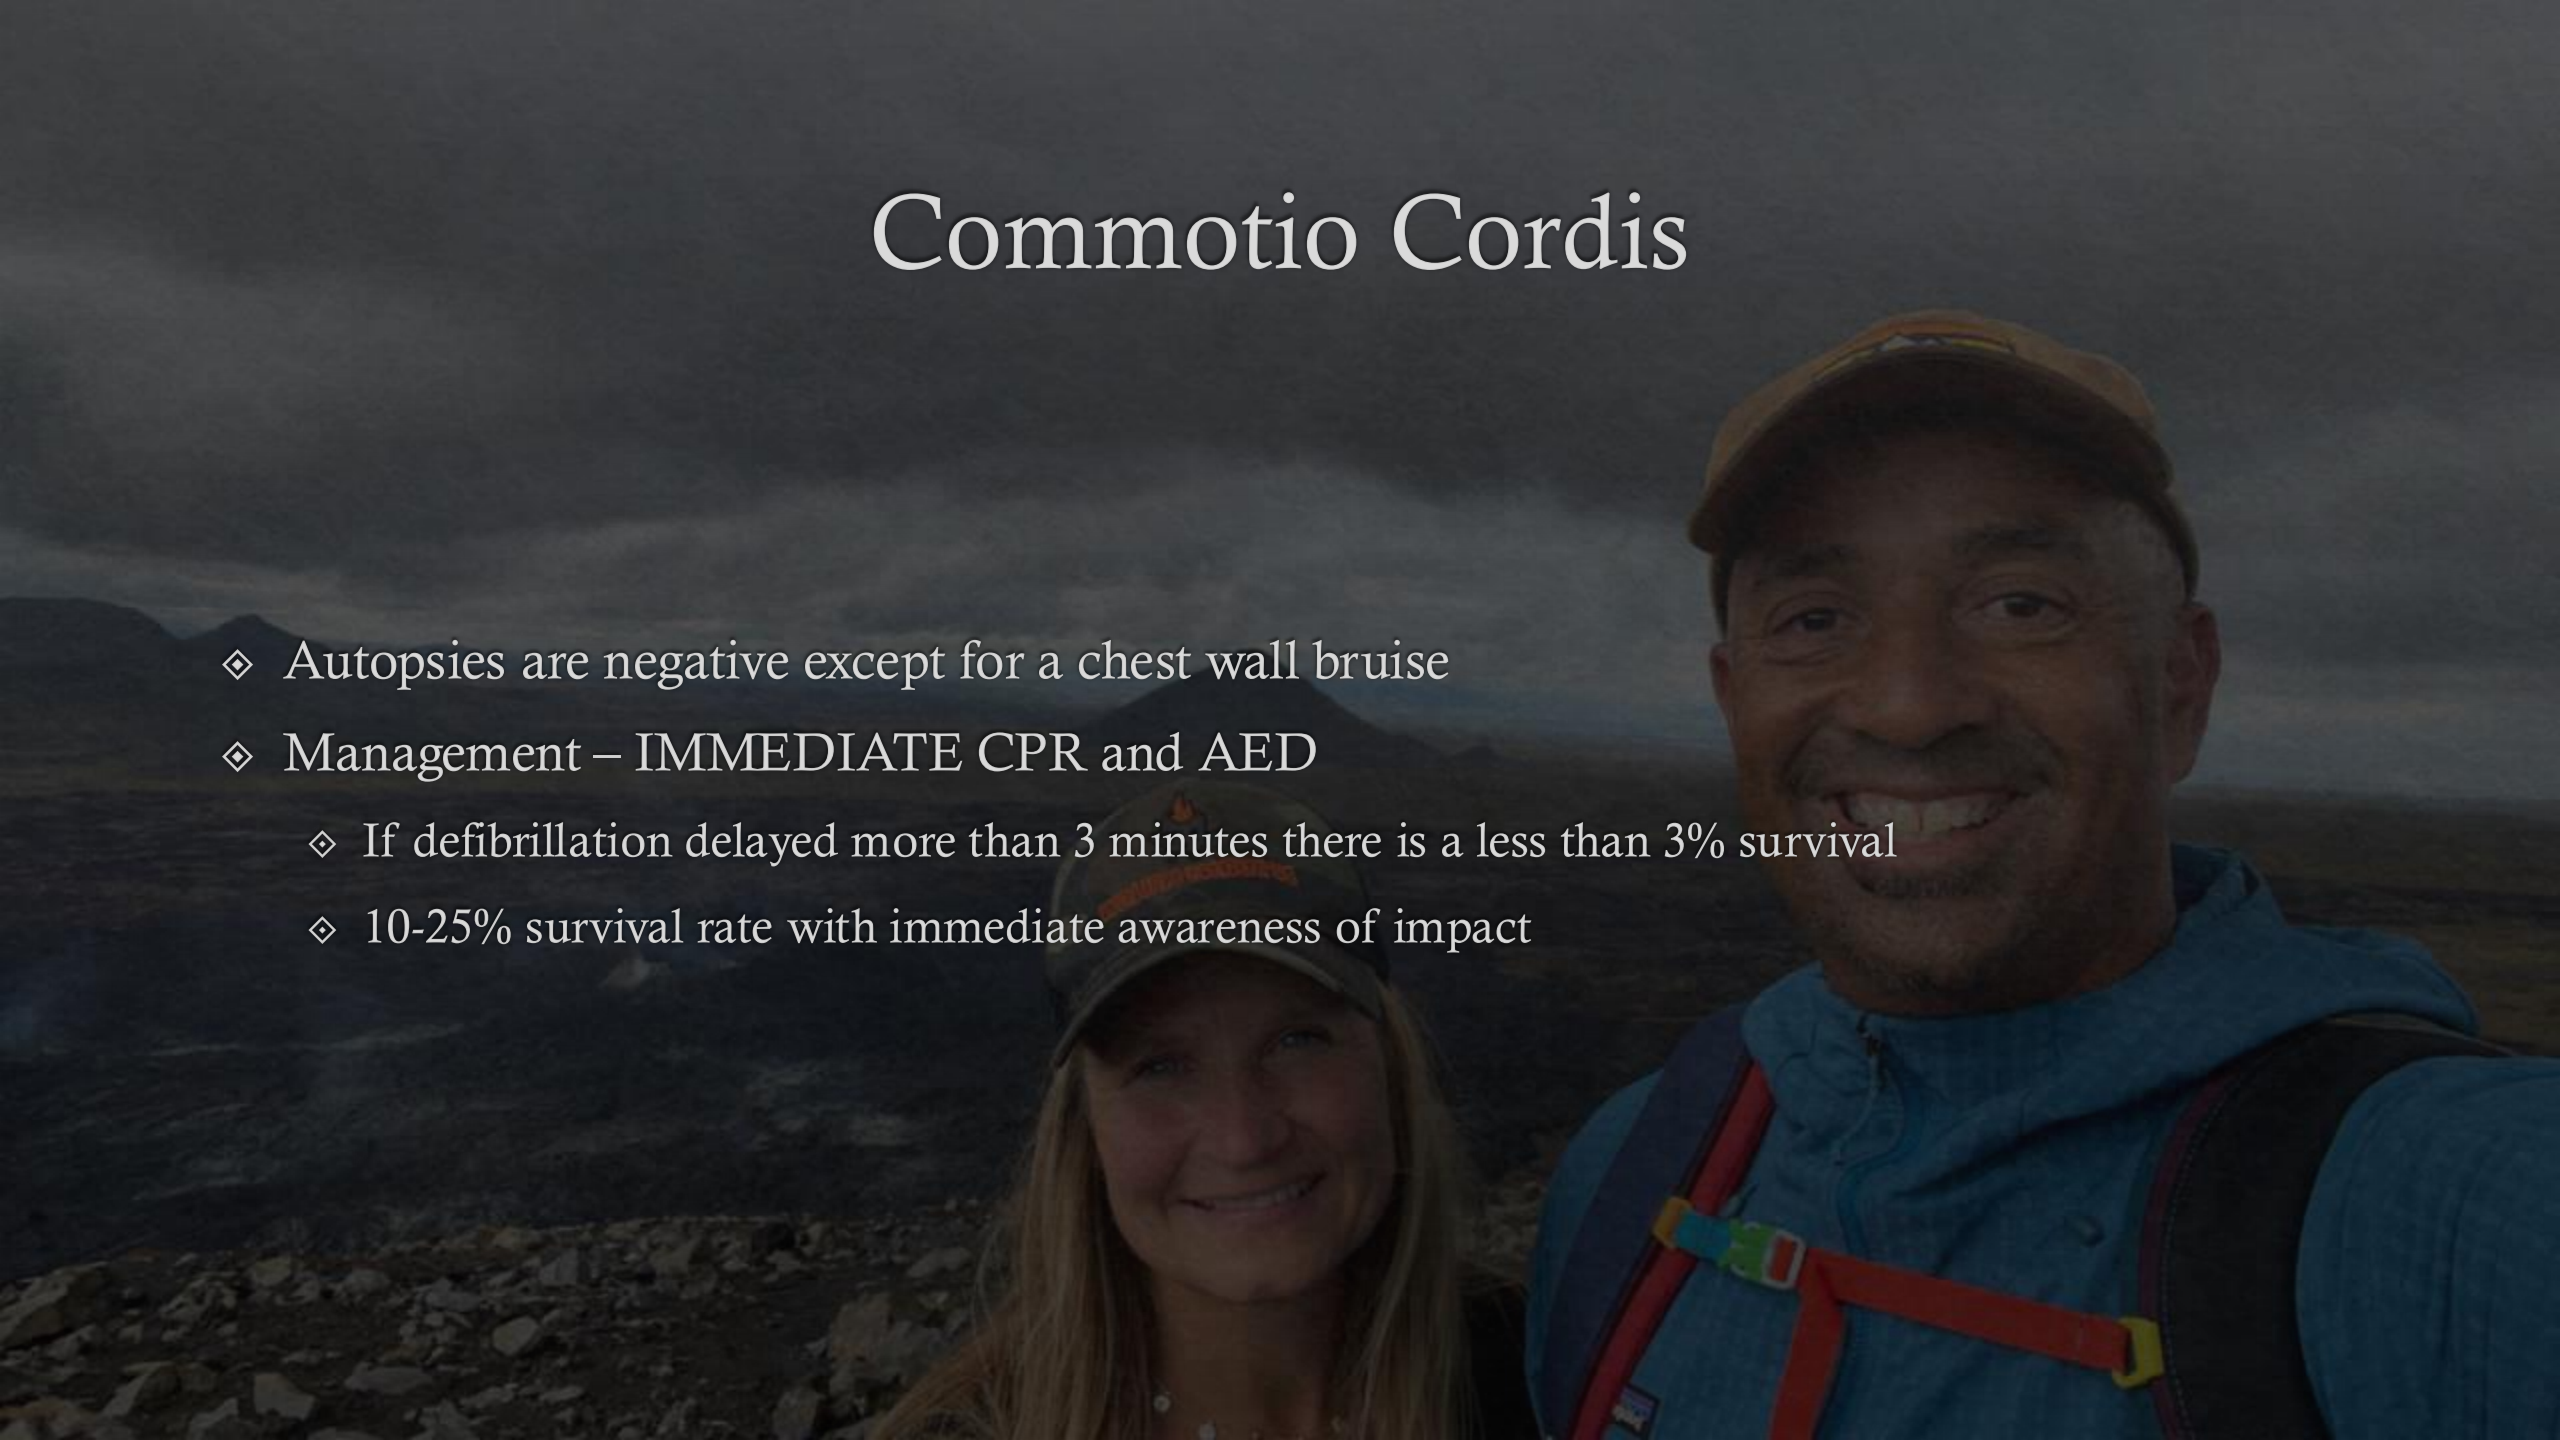 Commotio Cordis
Autopsies are negative except for a chest wall bruise
Management – IMMEDIATE CPR and AED
If defibrillation delayed more than 3 minutes there is a less than 3% survival
10-25% survival rate with immediate awareness of impact